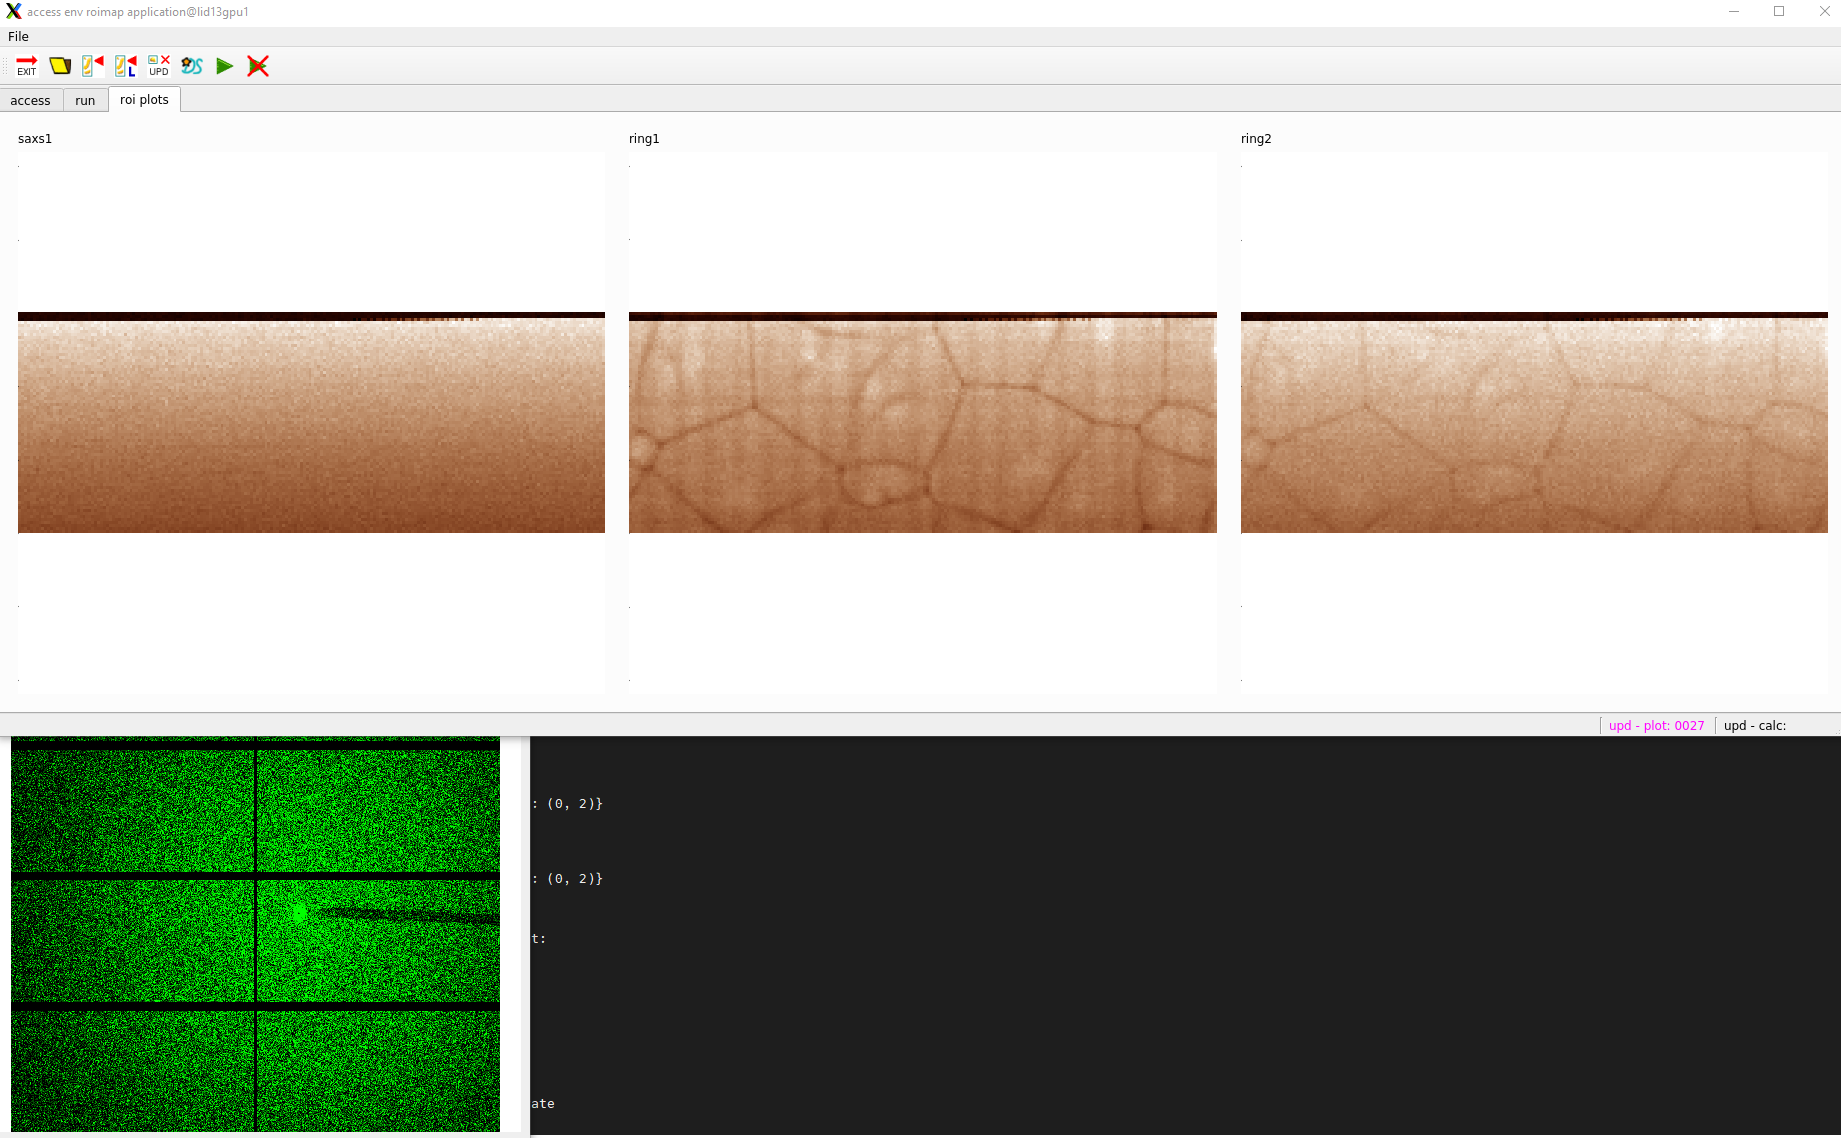 access env roimap application@lid13gpu1
File
EXIT
L
UPD
DS
access run roi plots
saxs1 ring1 ring2
upd - plot: 0027 upd - calc:
: (0, 2)}
: (0, 2)}
t:
ate